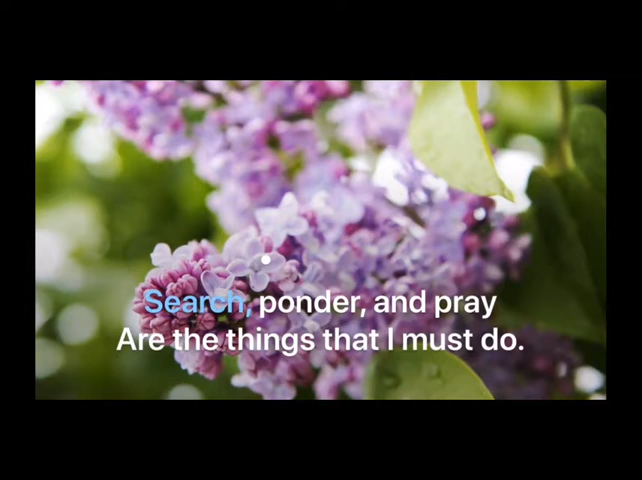 Search, ponder, and pray
Are the things that I must do.